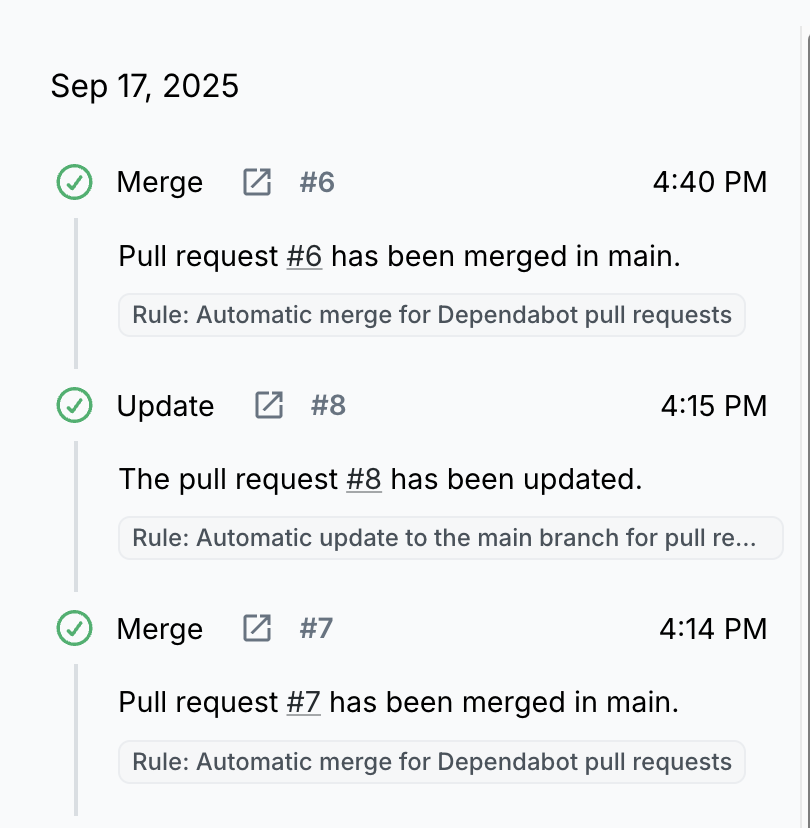 Sep 17, 2025
Merge #6 4:40 PM
Pull request #6 has been merged in main.
Rule: Automatic merge for Dependabot pull requests
Update #8 4:15 PM
The pull request #8 has been updated.
Rule: Automatic update to the main branch for pull re...
Merge #7 4:14 PM
Pull request #7 has been merged in main.
Rule: Automatic merge for Dependabot pull requests